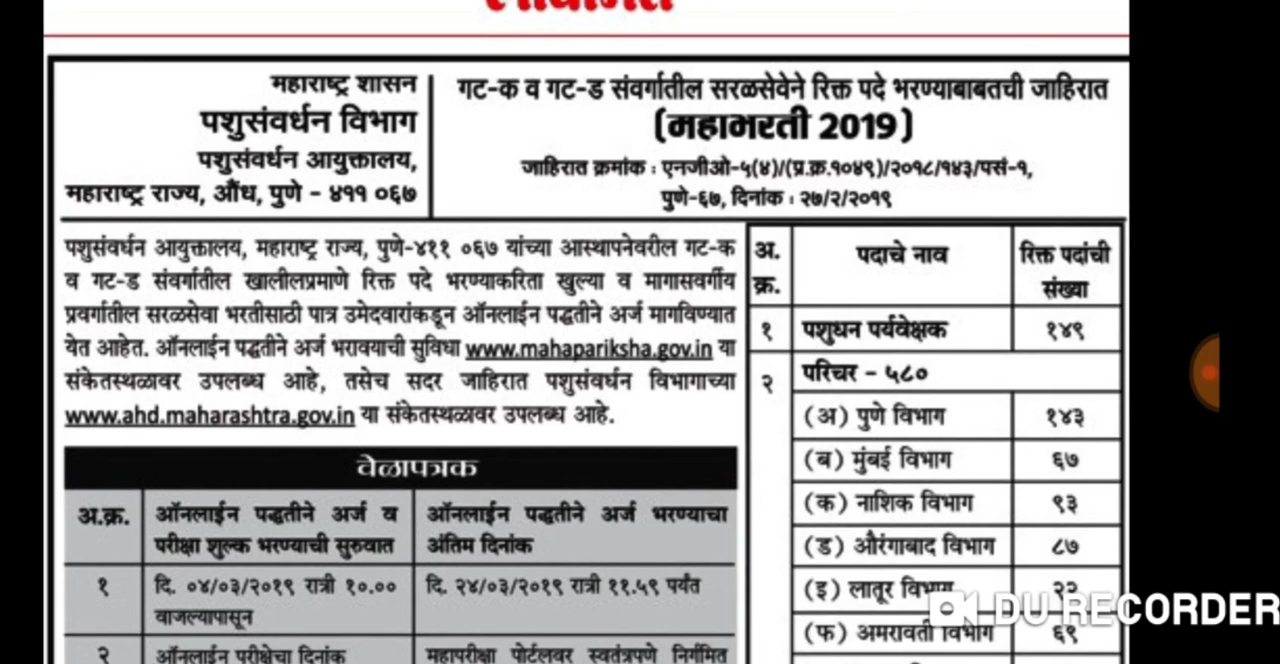 महाराष्ट्र शासन
पशुसंवर्धन विभाग
पशुसंवर्धन आयुक्तालय,
महाराष्ट्र राज्य, औंध, पुणे - ४११ ०६७
गट-क व गट-ड संवर्गातील सरळसेवेने रिक्त पदे भरण्याबाबतची जाहिरात
(महाभरती 2019)
जाहिरात क्रमांक : एनजीओ-५(४)/(प्र.क्र.१०४९)/२०१८/१४३/पसं-१,
पुणे-६७, दिनांक : २७/२/२०१९
पशुसंवर्धन आयुक्तालय, महाराष्ट्र राज्य, पुणे-४११ ०६७ यांच्या आस्थापनेवरील गट-क
व गट-ड संवर्गातील खालीलप्रमाणे रिक्त पदे भरण्याकरिता खुल्या व मागासवर्गीय
प्रवर्गातील सरळसेवा भरतीसाठी पात्र उमेदवारांकडून ऑनलाईन पद्धतीने अर्ज मागविण्यात
येत आहेत. ऑनलाईन पद्धतीने अर्ज भरावयाची सुविधा www.mahapariksha.gov.in या
संकेतस्थळावर उपलब्ध आहे, तसेच सदर जाहिरात पशुसंवर्धन विभागाच्या
www.ahd.maharashtra.gov.in या संकेतस्थळावर उपलब्ध आहे.
वेळापत्रक
अ.क्र. ऑनलाईन पद्धतीने अर्ज व ऑनलाईन पद्धतीने अर्ज भरण्याचा
परीक्षा शुल्क भरण्याची सुरुवात अंतिम दिनांक
१ दि. ०४/०३/२०१९ रात्री १०.०० दि. २४/०३/२०१९ रात्री ११.५९ पर्यंत
वाजल्यापासून
२ ऑनलाईन परीक्षेचा दिनांक महापरीक्षा पोर्टलवर स्वतंत्रपणे निर्गमित
अ. पदाचे नाव रिक्त पदांची
क्र. संख्या
१ पशुधन पर्यवेक्षक १४९
२ परिचर - ५८०
(अ) पुणे विभाग १४३
(ब) मुंबई विभाग ६७
(क) नाशिक विभाग ९३
(ड) औरंगाबाद विभाग ८७
(इ) लातूर विभाग २२
(फ) अमरावती विभाग ६९
DU RECORDER